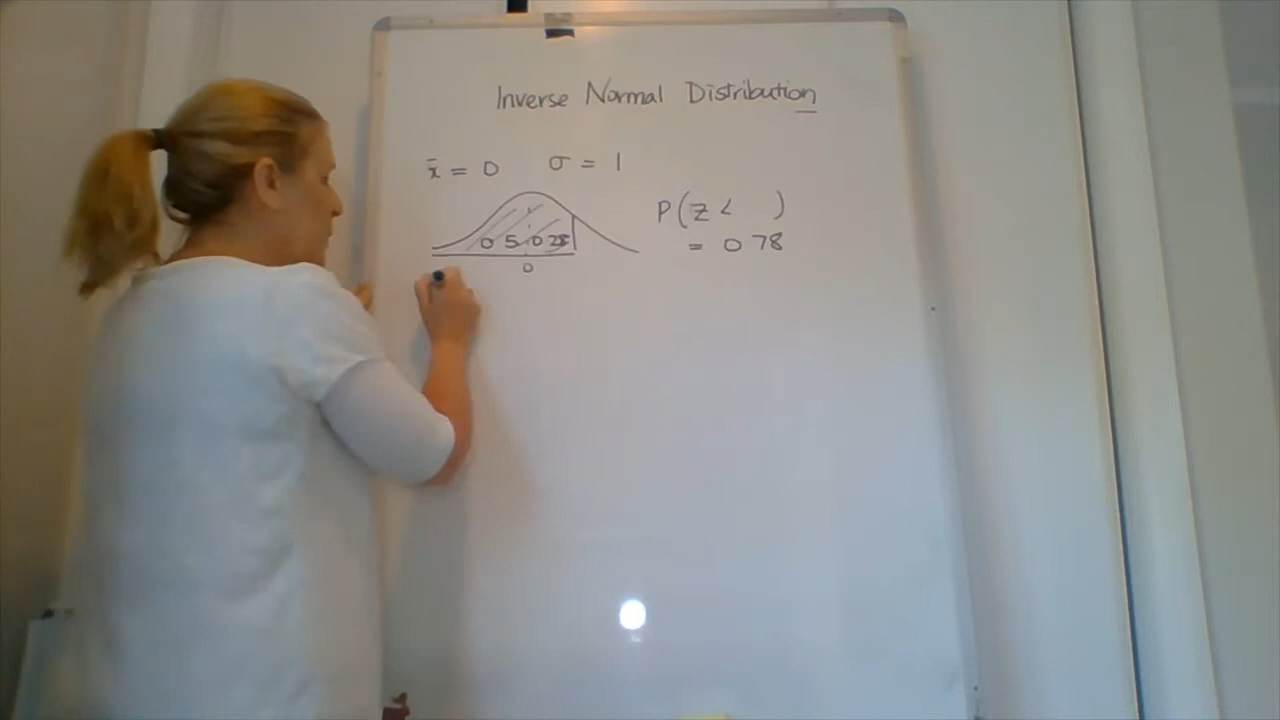 Inverse Normal Distribution
x̄ = 0 σ = 1
P(Z < )
= 0 78
0 5 0 28
0